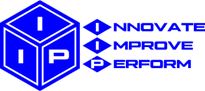 I
I P
INNOVATE
IMPROVE
PERFORM